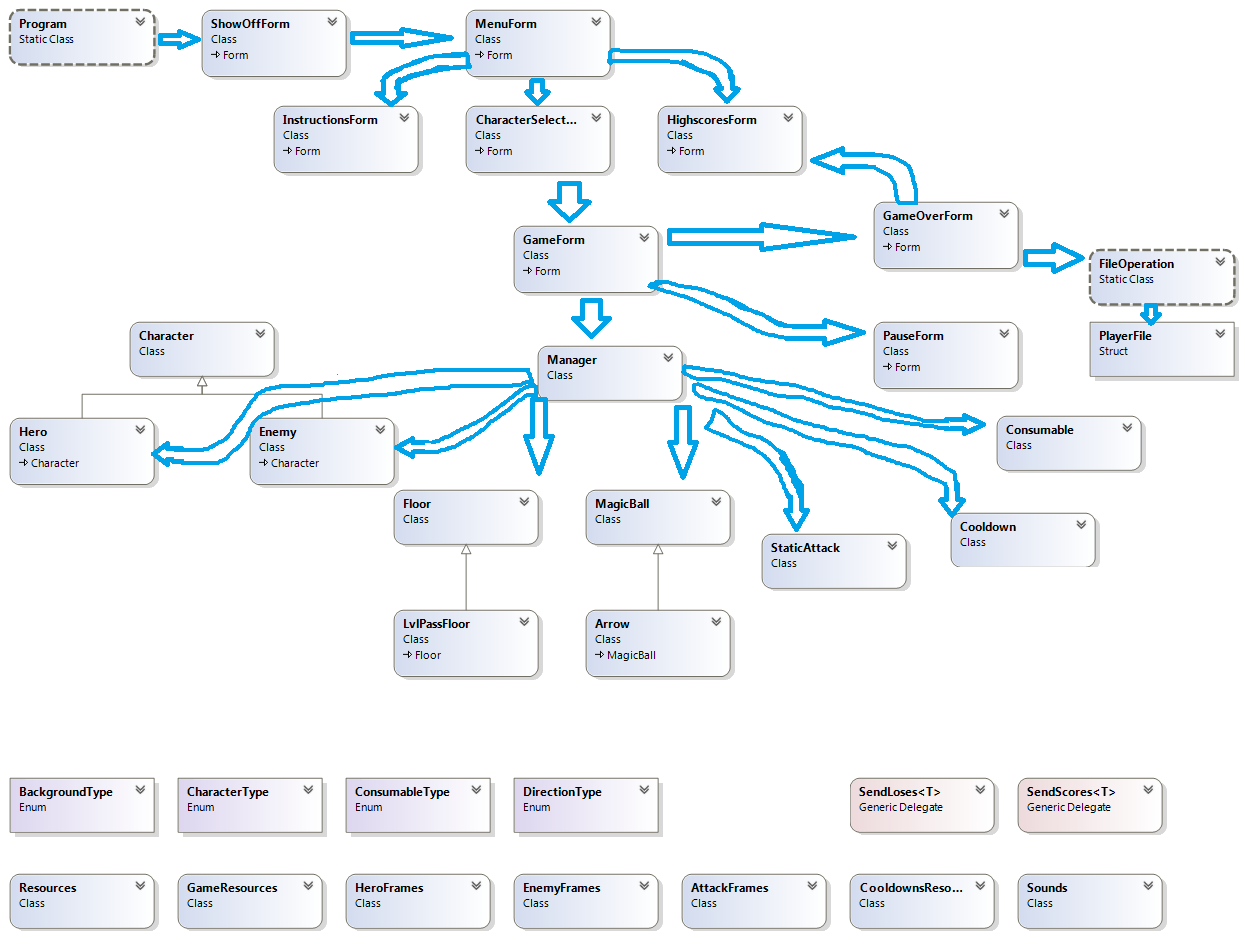 Program
Static Class
ShowOffForm
Class
Form
MenuForm
Class
Form
InstructionsForm
Class
Form
CharacterSelect...
Class
Form
HighscoresForm
Class
Form
GameOverForm
Class
Form
GameForm
Class
Form
FileOperation
Static Class
Character
Class
PauseForm
Class
Form
PlayerFile
Struct
Manager
Class
Hero
Class
Character
Enemy
Class
Character
Consumable
Class
Floor
Class
MagicBall
Class
StaticAttack
Class
Cooldown
Class
LvlPassFloor
Class
Floor
Arrow
Class
MagicBall
BackgroundType
Enum
CharacterType
Enum
ConsumableType
Enum
DirectionType
Enum
SendLoses<T>
Generic Delegate
SendScores<T>
Generic Delegate
Resources
Class
GameResources
Class
HeroFrames
Class
EnemyFrames
Class
AttackFrames
Class
CooldownsReso...
Class
Sounds
Class